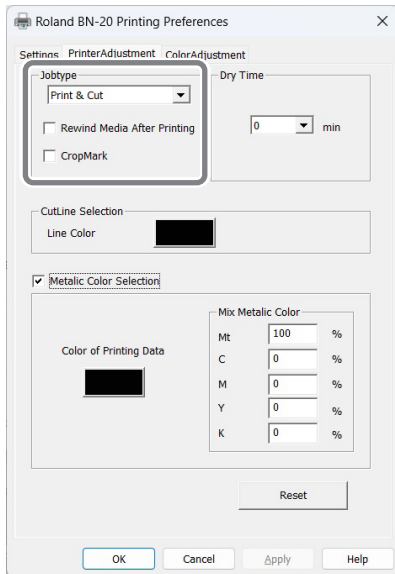 Roland BN-20 Printing Preferences
Settings PrinterAdjustment ColorAdjustment
Jobtype
Print & Cut
Rewind Media After Printing
CropMark
Dry Time
0 min
CutLine Selection
Line Color
Metalic Color Selection
Color of Printing Data
Mix Metalic Color
Mt 100 %
C 0 %
M 0 %
Y 0 %
K 0 %
Reset
OK Cancel Apply Help